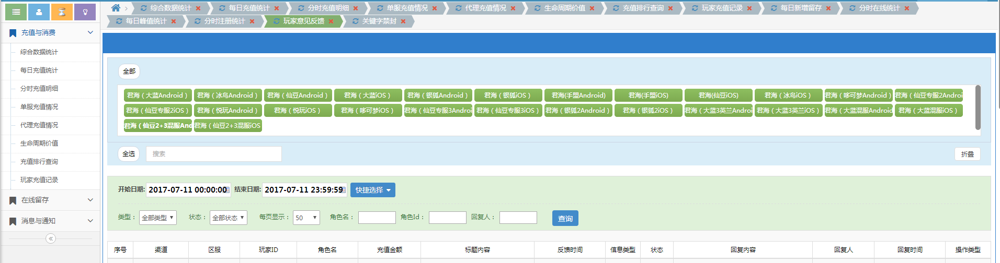 综合数据统计 每日充值统计 分时充值明细 单服充值情况 代理充值情况 生命周期价值 充值排行查询 玩家充值记录 每日新增留存 分时在线统计
每日峰值统计 分时注册统计 玩家意见反馈 关键字禁封
充值与消费
综合数据统计
每日充值统计
分时充值明细
单服充值情况
代理充值情况
生命周期价值
充值排行查询
玩家充值记录
在线留存
消息与通知
全部
君海（大蓝Android） 君海（冰鸟Android） 君海（仙豆Android） 君海（大蓝iOS） 君海（银狐Android） 君海（银狐iOS） 君海(手盟Android) 君海(手盟iOS) 君海(仙豆iOS) 君海（冰鸟iOS） 君海（哆可梦Android） 君海（仙豆专服2Androi
君海（仙豆专服2iOS） 君海（悦玩Android） 君海（悦玩iOS） 君海（哆可梦iOS） 君海（仙豆专服3Androi 君海（仙豆专服3iOS） 君海（银狐2Android） 君海（银狐2iOS） 君海（大蓝3英兰Androi 君海（大蓝3英兰iOS） 君海（大蓝混服Android 君海（大蓝混服iOS）
君海（仙豆2+3混服And 君海（仙豆2+3混服iOS
全选 搜索 折叠
开始日期: 2017-07-11 00:00:00 结束日期: 2017-07-11 23:59:59 快捷选择
类型： 全部类型 状态： 全部状态 每页显示： 50 角色名： 角色Id： 回复人： 查询
序号 渠道 区服 玩家ID 角色名 充值金额 标题内容 反馈时间 信息类型 状态 回复内容 回复人 回复时间 操作类型